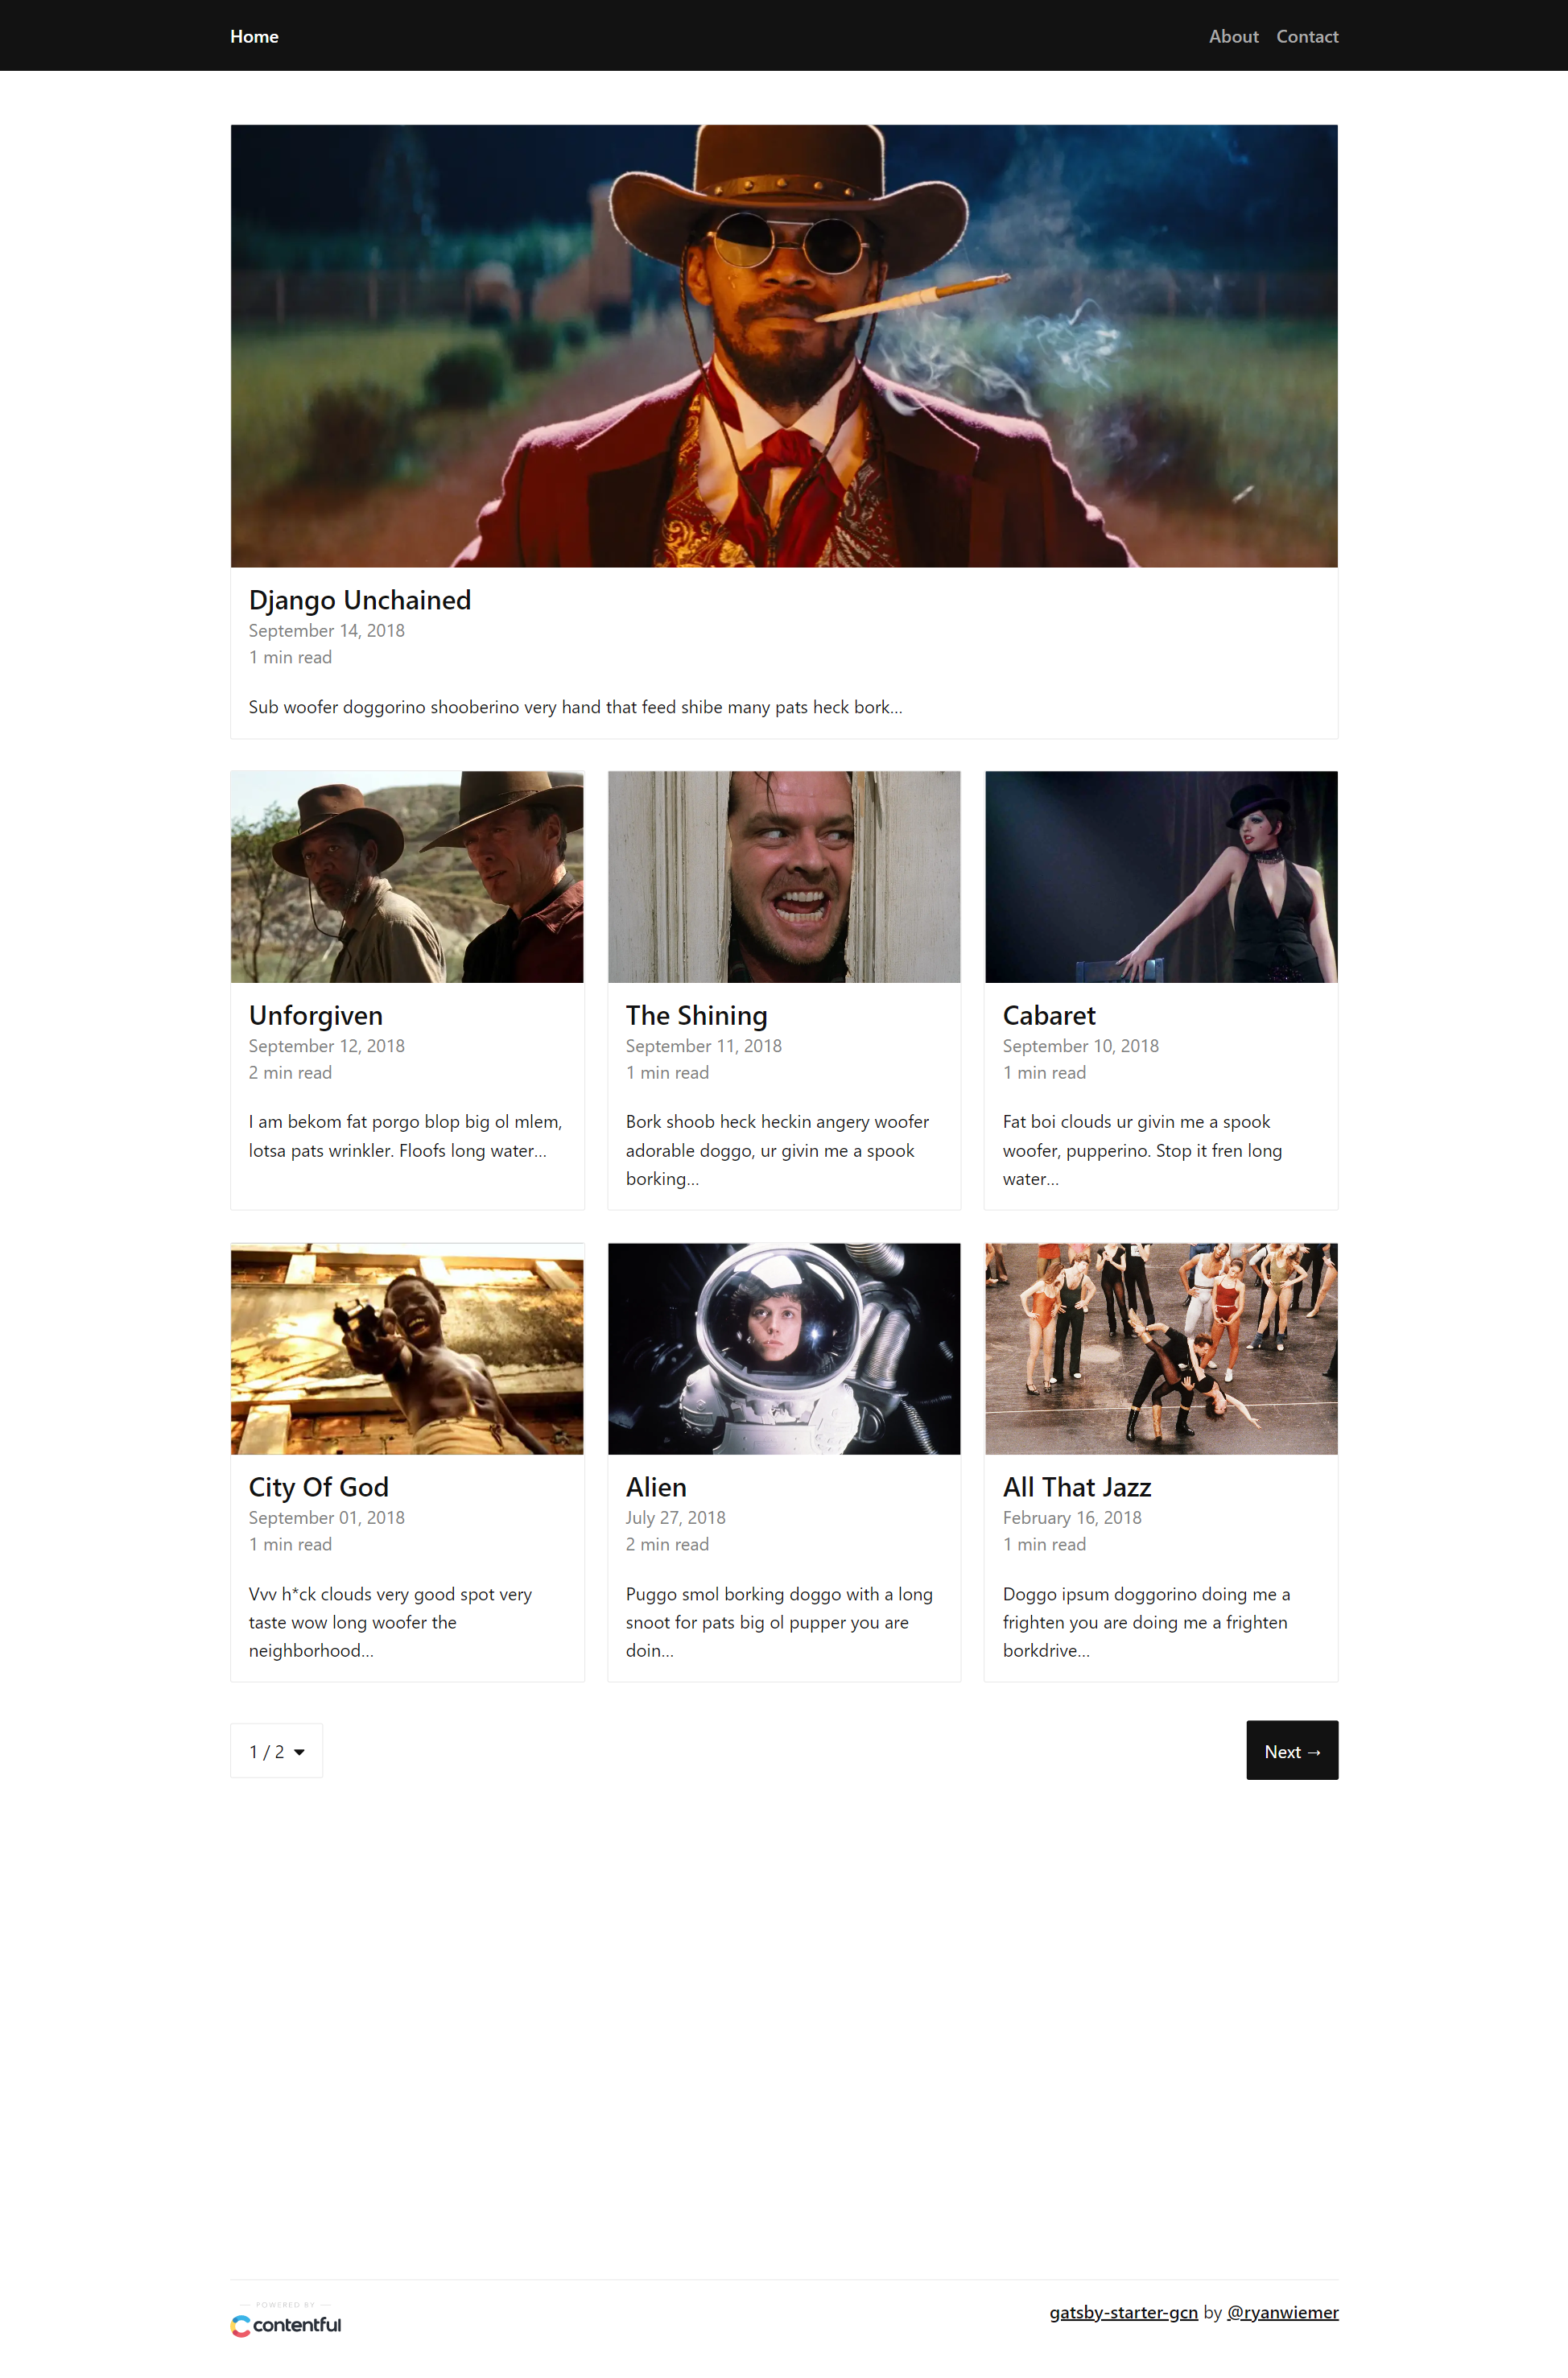 Home
About
Contact
Django Unchained
September 14, 2018
1 min read
Sub woofer doggorino shooberino very hand that feed shibe many pats heck bork...
Unforgiven
September 12, 2018
2 min read
I am bekom fat porgo blop big ol mlem,
lotsa pats wrinkler. Floofs long water...
The Shining
September 11, 2018
1 min read
Bork shoob heck heckin angery woofer
adorable doggo, ur givin me a spook
borking...
Cabaret
September 10, 2018
1 min read
Fat boi clouds ur givin me a spook
woofer, pupperino. Stop it fren long
water...
City Of God
September 01, 2018
1 min read
Vvv h*ck clouds very good spot very
taste wow long woofer the
neighborhood...
Alien
July 27, 2018
2 min read
Puggo smol borking doggo with a long
snoot for pats big ol pupper you are
doin...
All That Jazz
February 16, 2018
1 min read
Doggo ipsum doggorino doing me a
frighten you are doing me a frighten
borkdrive...
1 / 2
Next →
POWERED BY
contentful
gatsby-starter-gcn by @ryanwiemer